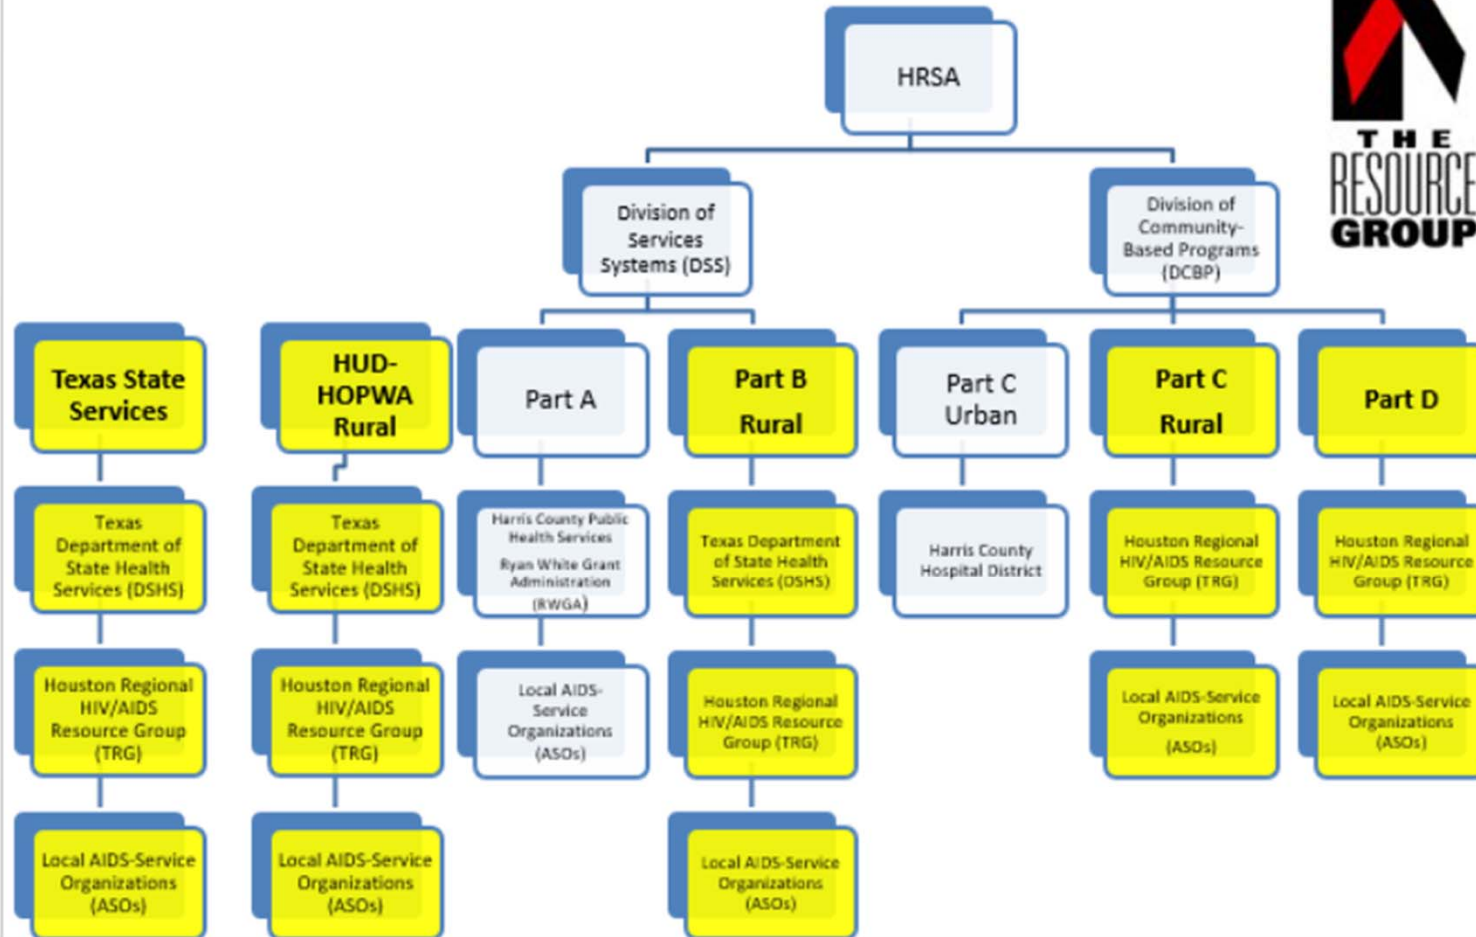 HRSA
THE
RESOURCE
GROUP
Division of
Services
Systems (DSS)
Division of
Community-
Based Programs
(DCBP)
Texas State
Services
HUD-
HOPWA
Rural
Part A
Part B
Rural
Part C
Urban
Part C
Rural
Part D
Texas
Department of
State Health
Services (DSHS)
Texas
Department of
State Health
Services (DSHS)
Harris County Public
Health Services
Ryan White Grant
Administration
(RWGA)
Texas Department
of State Health
Services (DSHS)
Harris County
Hospital District
Houston Regional
HIV/AIDS Resource
Group (TRG)
Houston Regional
HIV/AIDS Resource
Group (TRG)
Houston Regional
HIV/AIDS
Resource Group
(TRG)
Houston Regional
HIV/AIDS
Resource Group
(TRG)
Local AIDS-
Service
Organizations
(ASOs)
Houston Regional
HIV/AIDS Resource
Group (TRG)
Local AIDS-Service
Organizations
(ASOs)
Local AIDS-Service
Organizations
(ASOs)
Local AIDS-Service
Organizations
(ASOs)
Local AIDS-Service
Organizations
(ASOs)
Local AIDS-Service
Organizations
(ASOs)